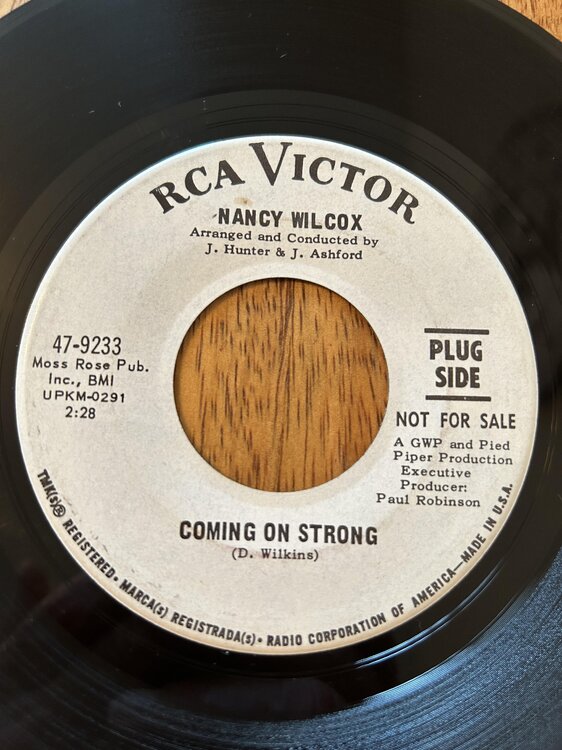 RCA VICTOR
NANCY WILCOX
Arranged and Conducted by
J. Hunter & J. Ashford
47-9233
Moss Rose Pub.
Inc., BMI
UPKM-0291
2:28
PLUG
SIDE
NOT FOR SALE
A GWP and Pied
Piper Production
Executive
Producer:
Paul Robinson
COMING ON STRONG
(D. Wilkins)
TMK(s)® REGISTERED • MARCA(s) REGISTRADA(s) • RADIO CORPORATION OF AMERICA—MADE IN U.S.A.